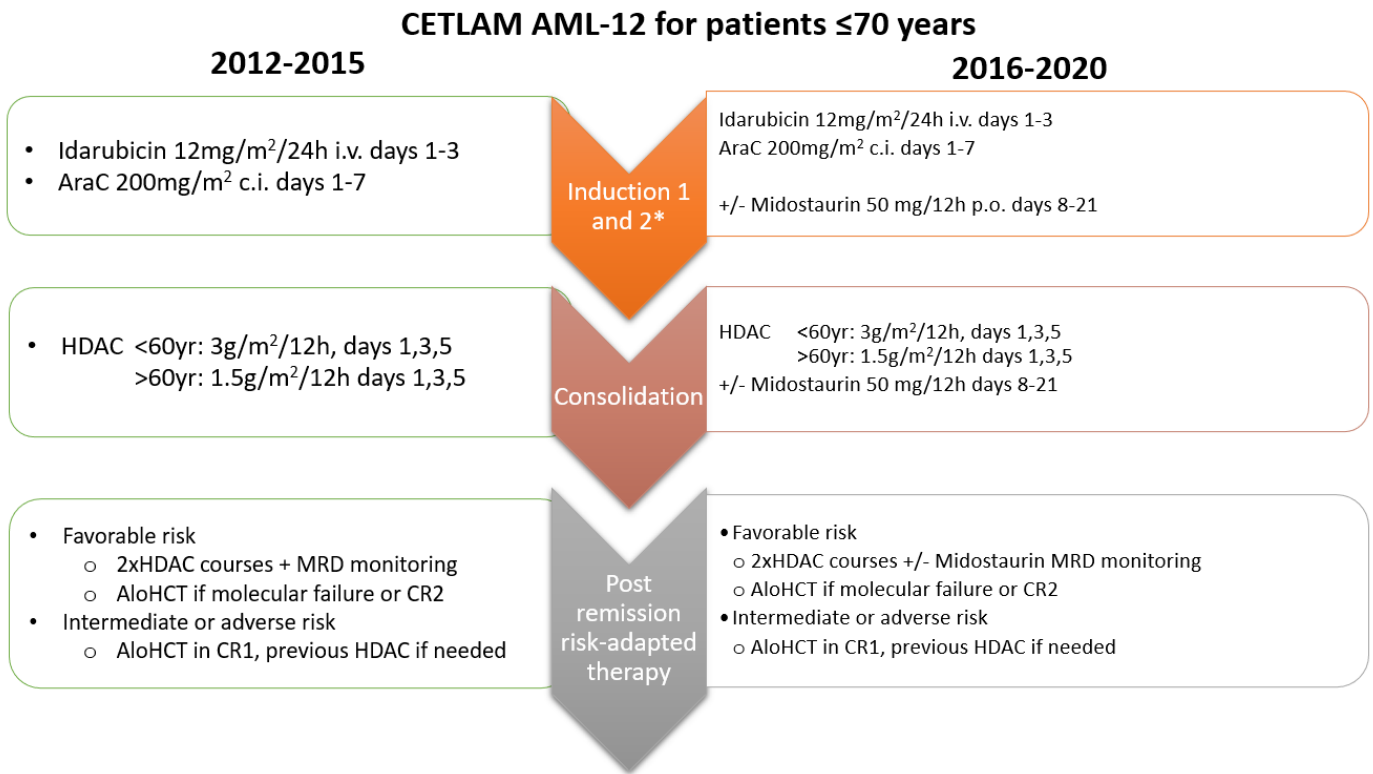 CETLAM AML-12 for patients ≤70 years
2012-2015
2016-2020
• Idarubicin 12mg/m²/24h i.v. days 1-3
• AraC 200mg/m² c.i. days 1-7
Induction 1
and 2*
Idarubicin 12mg/m²/24h i.v. days 1-3
AraC 200mg/m² c.i. days 1-7
+/- Midostaurin 50 mg/12h p.o. days 8-21
• HDAC <60yr: 3g/m²/12h, days 1,3,5
>60yr: 1.5g/m²/12h days 1,3,5
Consolidation
HDAC <60yr: 3g/m²/12h, days 1,3,5
>60yr: 1.5g/m²/12h days 1,3,5
+/- Midostaurin 50 mg/12h days 8-21
• Favorable risk
o 2xHDAC courses + MRD monitoring
o AloHCT if molecular failure or CR2
• Intermediate or adverse risk
o AloHCT in CR1, previous HDAC if needed
Post
remission
risk-adapted
therapy
• Favorable risk
o 2xHDAC courses +/- Midostaurin MRD monitoring
o AloHCT if molecular failure or CR2
• Intermediate or adverse risk
o AloHCT in CR1, previous HDAC if needed